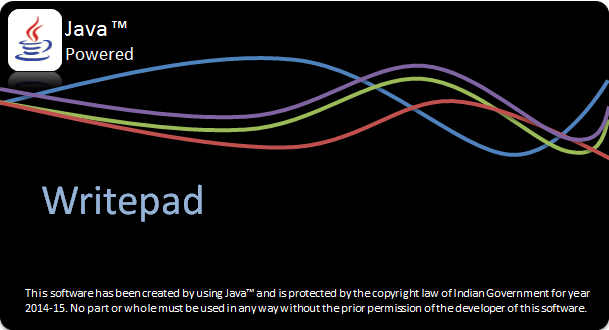 Java ™
Powered
Writepad
This software has been created by using Java™ and is protected by the copyright law of Indian Government for year
2014-15. No part or whole must be used in any way without the prior permission of the developer of this software.